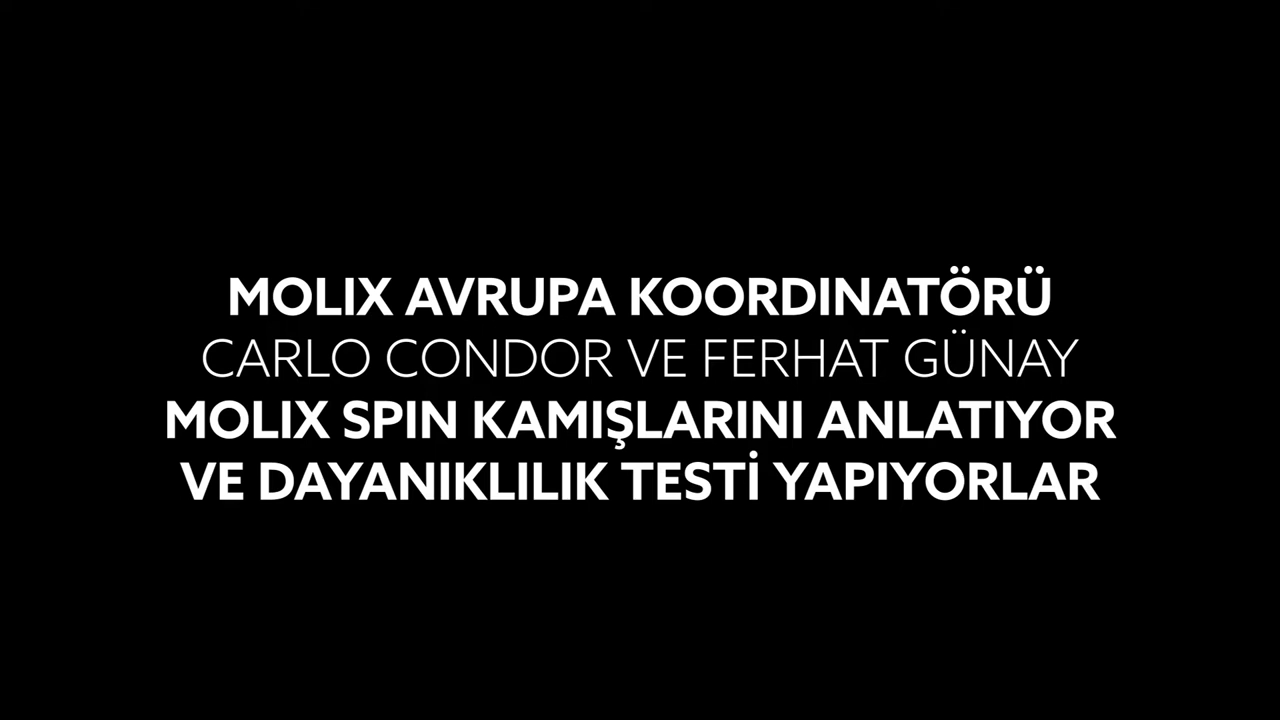 MOLIX AVRUPA KOORDINATÖRÜ
CARLO CONDOR VE FERHAT GÜNAY
MOLIX SPIN KAMIŞLARINI ANLATIYOR
VE DAYANIKLILIK TESTİ YAPIYORLAR